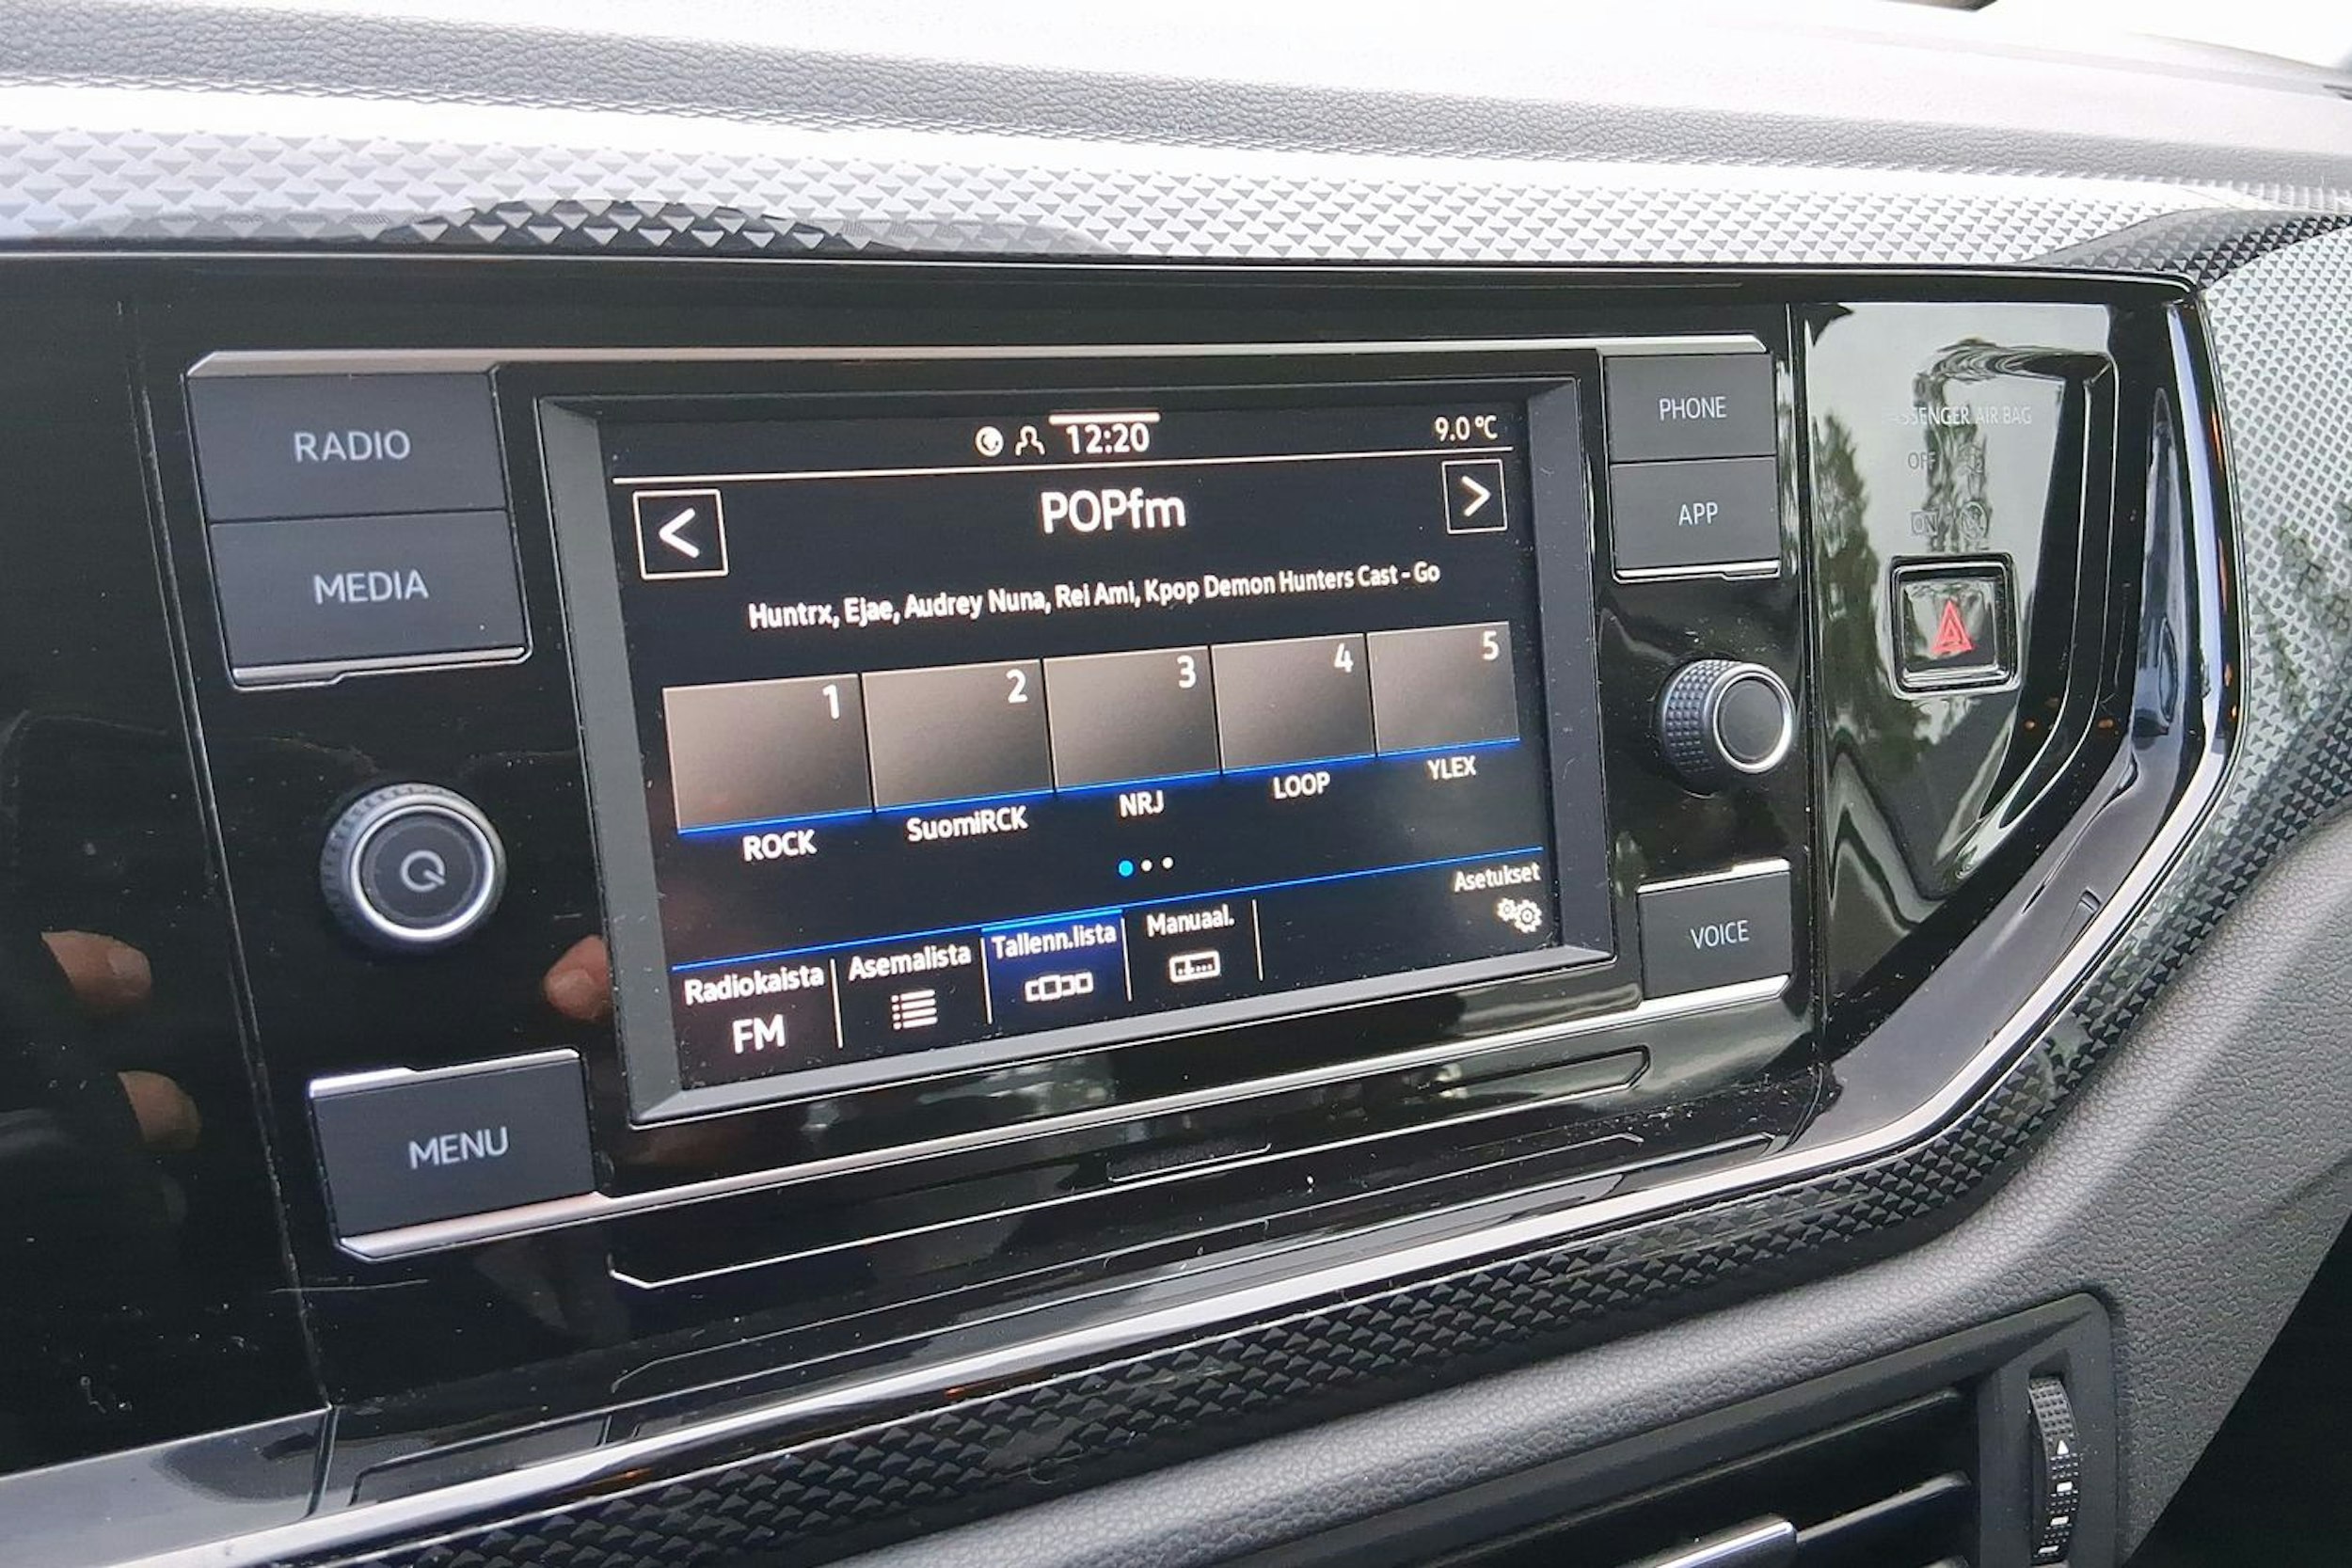 RADIO
MEDIA
MENU
12:20
9.0 °C
<
POPfm
>
Huntrx, Ejae, Audrey Nuna, Rei Ami, Kpop Demon Hunters Cast - Go
1
2
3
4
5
ROCK
SuomiRCK
NRJ
LOOP
YLEX
Asetukset
Radiokaista
FM
Asemalista
Tallenn.lista
Manuaal.
PHONE
APP
VOICE
AIR BAG
OFF
ON